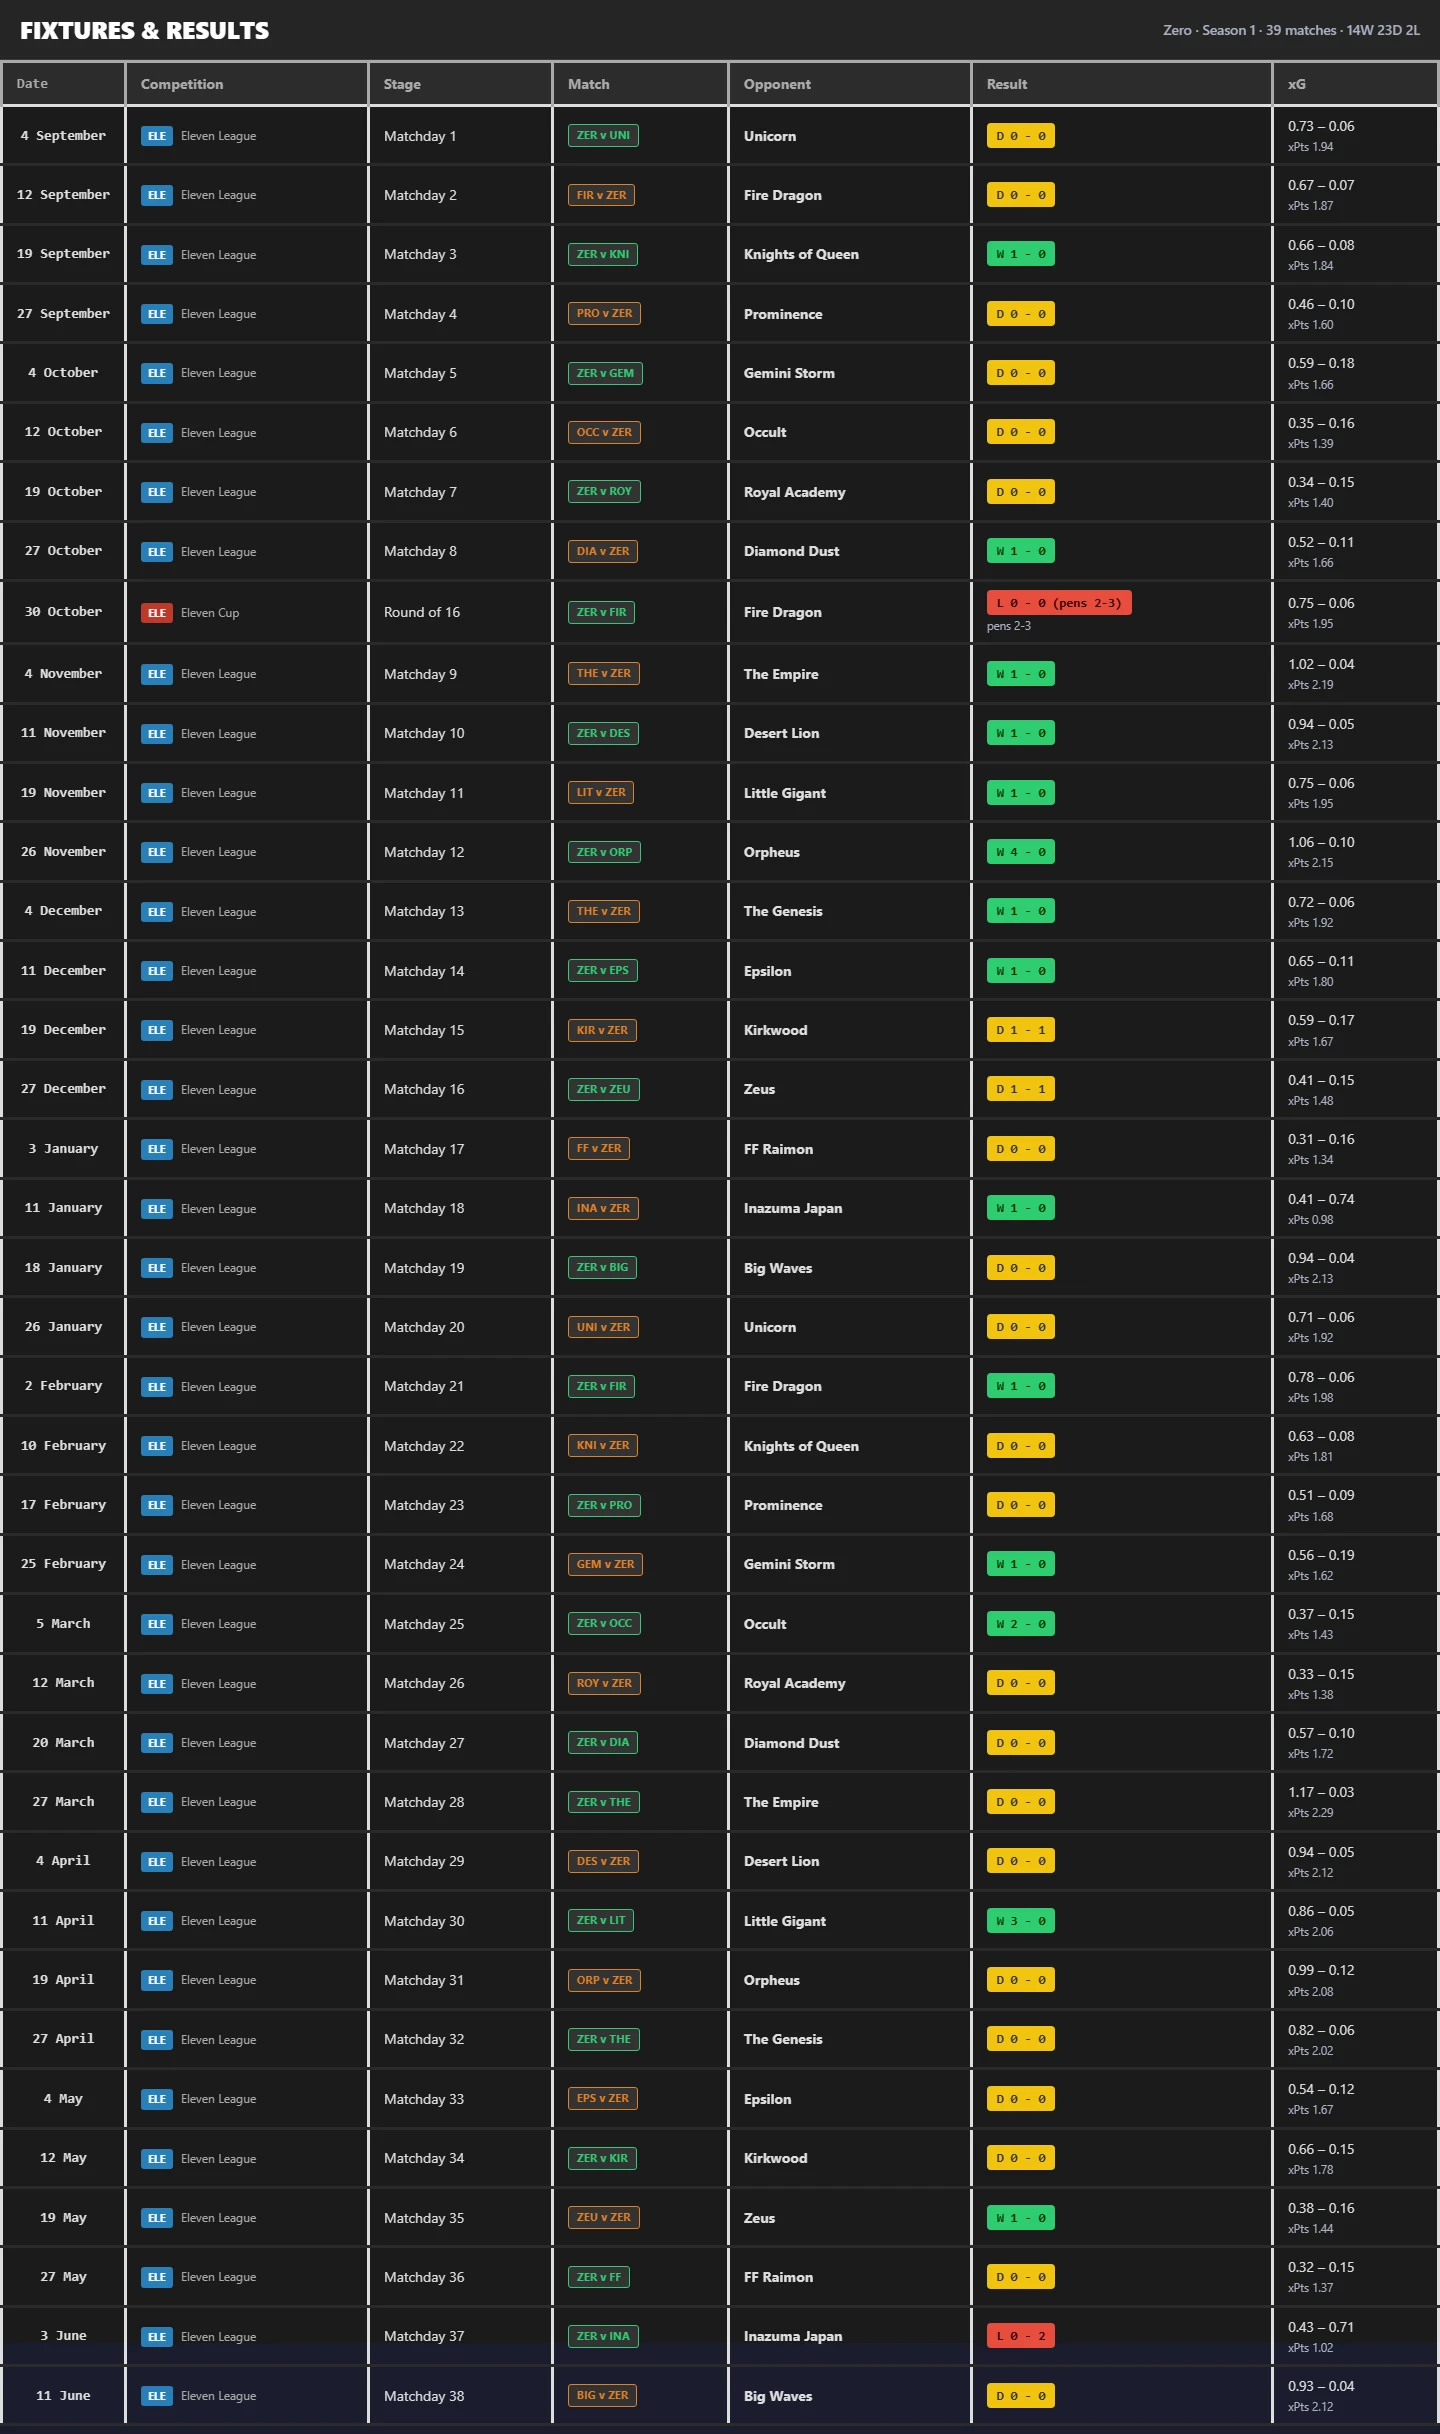 FIXTURES & RESULTS
Zero · Season 1 · 39 matches · 14W 23D 2L
Date Competition Stage Match Opponent Result xG
4 September ELE Eleven League Matchday 1 ZER v UNI Unicorn D 0 - 0 0.73 – 0.06
xPts 1.94
12 September ELE Eleven League Matchday 2 FIR v ZER Fire Dragon D 0 - 0 0.67 – 0.07
xPts 1.87
19 September ELE Eleven League Matchday 3 ZER v KNI Knights of Queen W 1 - 0 0.66 – 0.08
xPts 1.84
27 September ELE Eleven League Matchday 4 PRO v ZER Prominence D 0 - 0 0.46 – 0.10
xPts 1.60
4 October ELE Eleven League Matchday 5 ZER v GEM Gemini Storm D 0 - 0 0.59 – 0.18
xPts 1.66
12 October ELE Eleven League Matchday 6 OCC v ZER Occult D 0 - 0 0.35 – 0.16
xPts 1.39
19 October ELE Eleven League Matchday 7 ZER v ROY Royal Academy D 0 - 0 0.34 – 0.15
xPts 1.40
27 October ELE Eleven League Matchday 8 DIA v ZER Diamond Dust W 1 - 0 0.52 – 0.11
xPts 1.66
30 October ELE Eleven Cup Round of 16 ZER v FIR Fire Dragon L 0 - 0 (pens 2-3) 0.75 – 0.06
pens 2-3 xPts 1.95
4 November ELE Eleven League Matchday 9 THE v ZER The Empire W 1 - 0 1.02 – 0.04
xPts 2.19
11 November ELE Eleven League Matchday 10 ZER v DES Desert Lion W 1 - 0 0.94 – 0.05
xPts 2.13
19 November ELE Eleven League Matchday 11 LIT v ZER Little Gigant W 1 - 0 0.75 – 0.06
xPts 1.95
26 November ELE Eleven League Matchday 12 ZER v ORP Orpheus W 4 - 0 1.06 – 0.10
xPts 2.15
4 December ELE Eleven League Matchday 13 THE v ZER The Genesis W 1 - 0 0.72 – 0.06
xPts 1.92
11 December ELE Eleven League Matchday 14 ZER v EPS Epsilon W 1 - 0 0.65 – 0.11
xPts 1.80
19 December ELE Eleven League Matchday 15 KIR v ZER Kirkwood D 1 - 1 0.59 – 0.17
xPts 1.67
27 December ELE Eleven League Matchday 16 ZER v ZEU Zeus D 1 - 1 0.41 – 0.15
xPts 1.48
3 January ELE Eleven League Matchday 17 FF v ZER FF Raimon D 0 - 0 0.31 – 0.16
xPts 1.34
11 January ELE Eleven League Matchday 18 INA v ZER Inazuma Japan W 1 - 0 0.41 – 0.74
xPts 0.98
18 January ELE Eleven League Matchday 19 ZER v BIG Big Waves D 0 - 0 0.94 – 0.04
xPts 2.13
26 January ELE Eleven League Matchday 20 UNI v ZER Unicorn D 0 - 0 0.71 – 0.06
xPts 1.92
2 February ELE Eleven League Matchday 21 ZER v FIR Fire Dragon W 1 - 0 0.78 – 0.06
xPts 1.98
10 February ELE Eleven League Matchday 22 KNI v ZER Knights of Queen D 0 - 0 0.63 – 0.08
xPts 1.81
17 February ELE Eleven League Matchday 23 ZER v PRO Prominence D 0 - 0 0.51 – 0.09
xPts 1.68
25 February ELE Eleven League Matchday 24 GEM v ZER Gemini Storm W 1 - 0 0.56 – 0.19
xPts 1.62
5 March ELE Eleven League Matchday 25 ZER v OCC Occult W 2 - 0 0.37 – 0.15
xPts 1.43
12 March ELE Eleven League Matchday 26 ROY v ZER Royal Academy D 0 - 0 0.33 – 0.15
xPts 1.38
20 March ELE Eleven League Matchday 27 ZER v DIA Diamond Dust D 0 - 0 0.57 – 0.10
xPts 1.72
27 March ELE Eleven League Matchday 28 ZER v THE The Empire D 0 - 0 1.17 – 0.03
xPts 2.29
4 April ELE Eleven League Matchday 29 DES v ZER Desert Lion D 0 - 0 0.94 – 0.05
xPts 2.12
11 April ELE Eleven League Matchday 30 ZER v LIT Little Gigant W 3 - 0 0.86 – 0.05
xPts 2.06
19 April ELE Eleven League Matchday 31 ORP v ZER Orpheus D 0 - 0 0.99 – 0.12
xPts 2.08
27 April ELE Eleven League Matchday 32 ZER v THE The Genesis D 0 - 0 0.82 – 0.06
xPts 2.02
4 May ELE Eleven League Matchday 33 EPS v ZER Epsilon D 0 - 0 0.54 – 0.12
xPts 1.67
12 May ELE Eleven League Matchday 34 ZER v KIR Kirkwood D 0 - 0 0.66 – 0.15
xPts 1.78
19 May ELE Eleven League Matchday 35 ZEU v ZER Zeus W 1 - 0 0.38 – 0.16
xPts 1.44
27 May ELE Eleven League Matchday 36 ZER v FF FF Raimon D 0 - 0 0.32 – 0.15
xPts 1.37
3 June ELE Eleven League Matchday 37 ZER v INA Inazuma Japan L 0 - 2 0.43 – 0.71
xPts 1.02
11 June ELE Eleven League Matchday 38 BIG v ZER Big Waves D 0 - 0 0.93 – 0.04
xPts 2.12